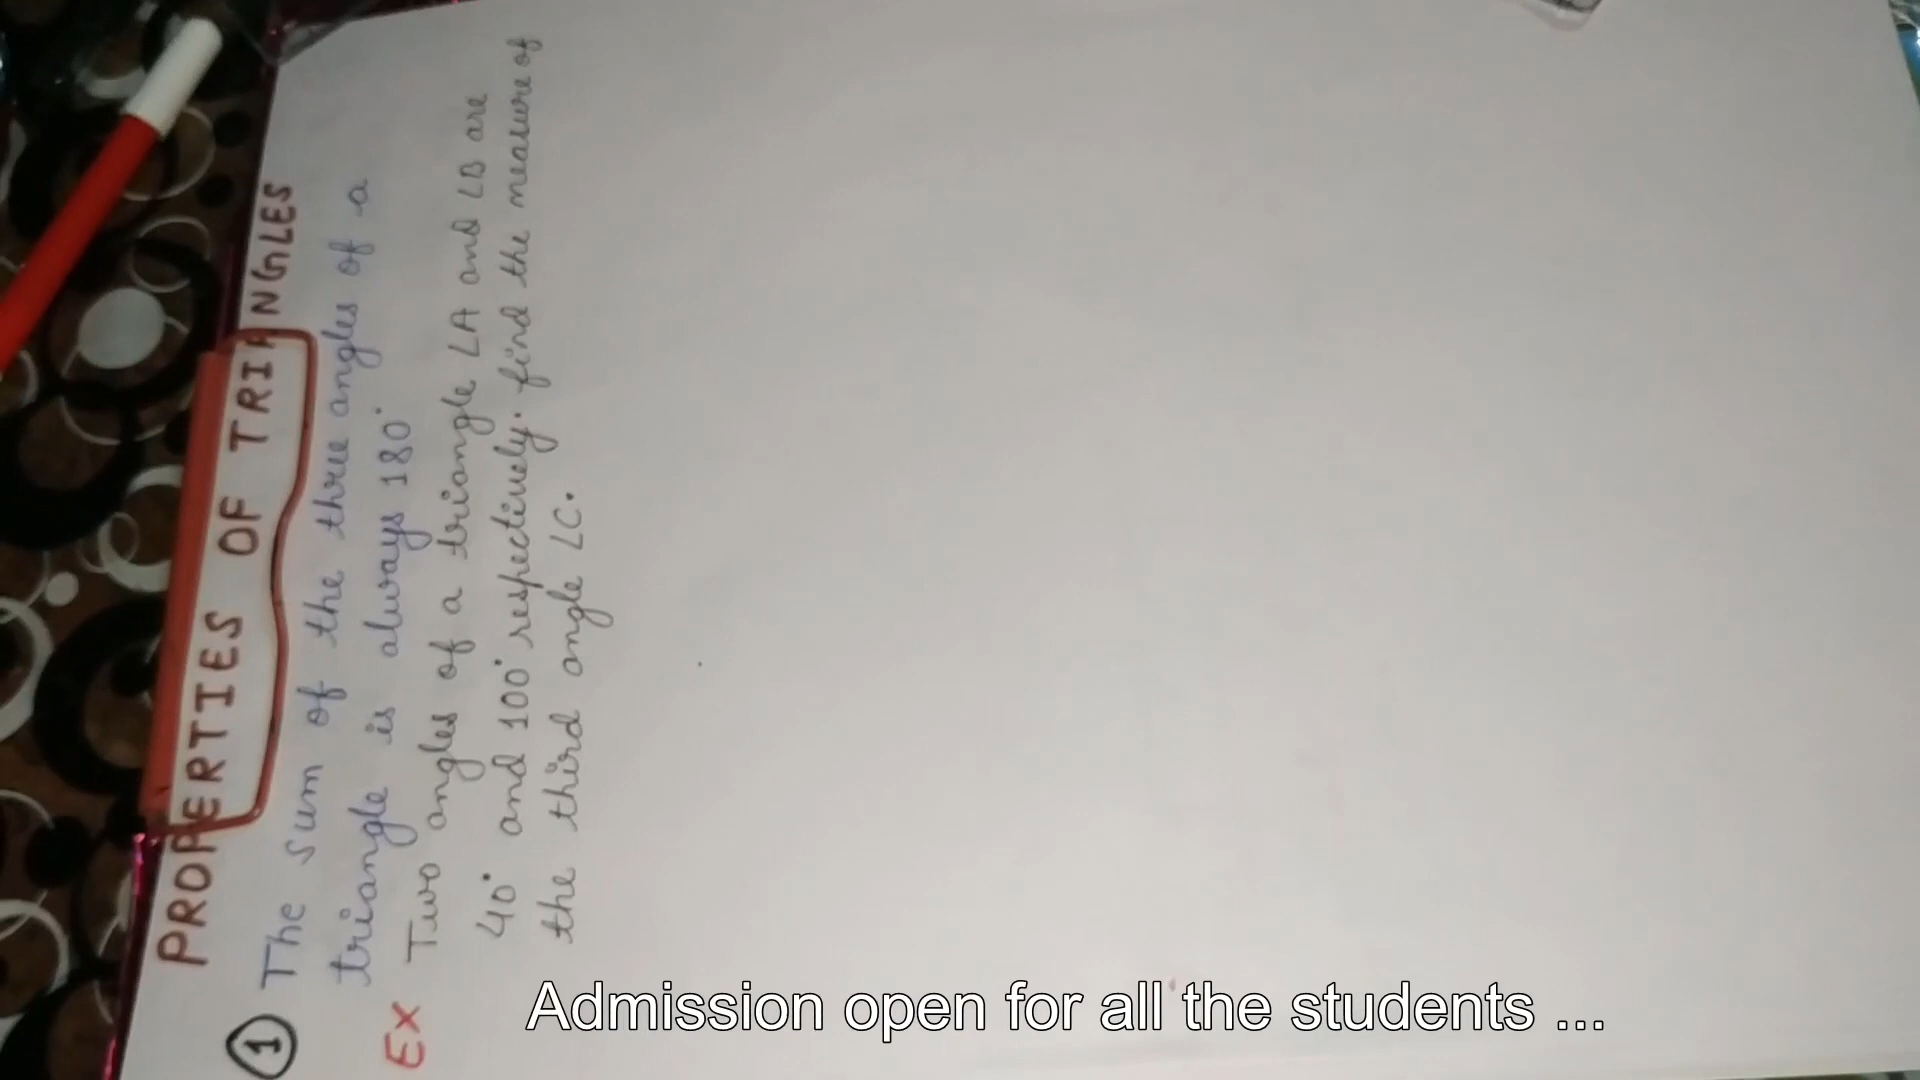 PROPERTIES OF TRIANGLES
1 The sum of the three angles of a
triangle is always 180°
Ex Two angles of a triangle ∠A and ∠B are
40° and 100° respectively. find the measure of
the third angle ∠C.
Admission open for all the students ...